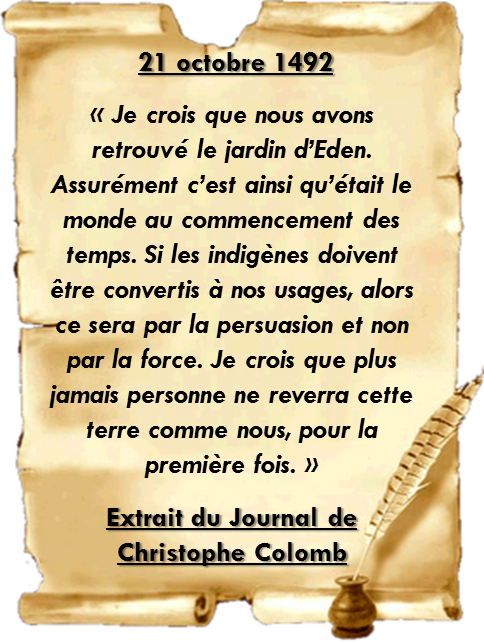 21 octobre 1492
« Je crois que nous avons
retrouvé le jardin d’Eden.
Assurément c’est ainsi qu’était le
monde au commencement des
temps. Si les indigènes doivent
être convertis à nos usages, alors
ce sera par la persuasion et non
par la force. Je crois que plus
jamais personne ne reverra cette
terre comme nous, pour la
première fois. »
Extrait du Journal de
Christophe Colomb